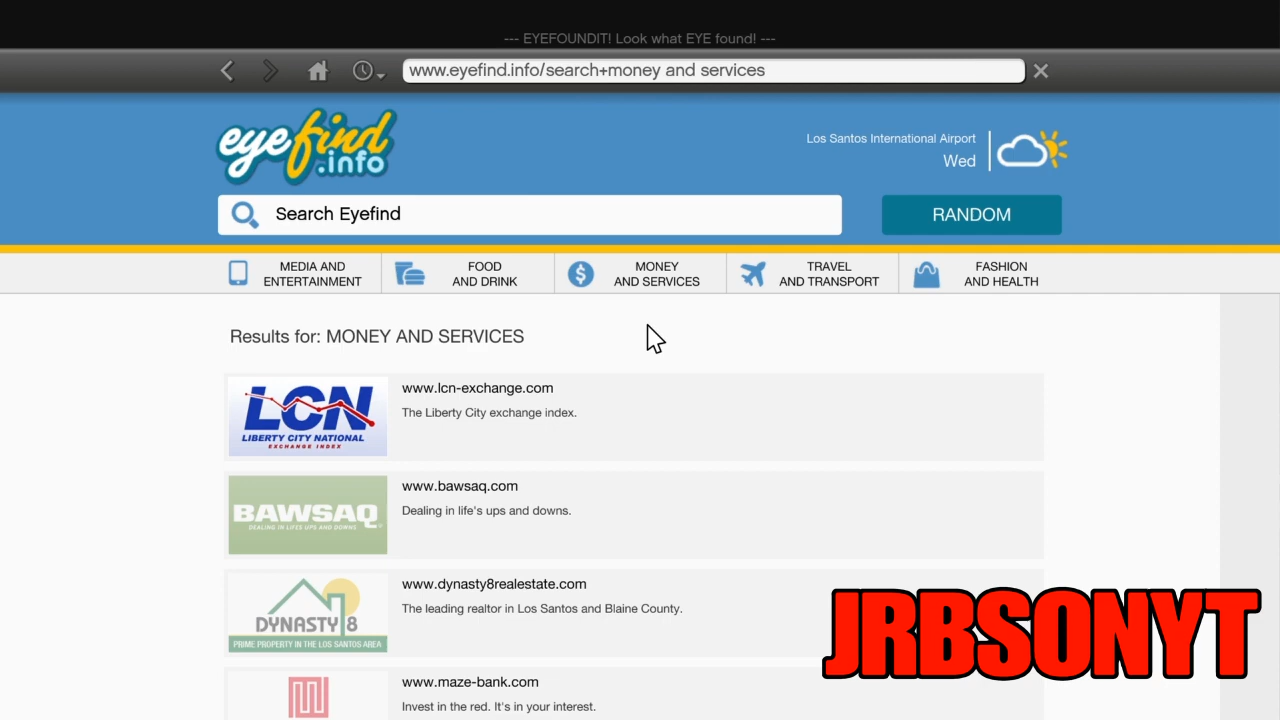 --- EYEFOUNDIT! Look what EYE found! ---
www.eyefind.info/search+money and services
eyefind
.info
Los Santos International Airport
Wed
Search Eyefind
RANDOM
MEDIA AND
ENTERTAINMENT
FOOD
AND DRINK
MONEY
AND SERVICES
TRAVEL
AND TRANSPORT
FASHION
AND HEALTH
Results for: MONEY AND SERVICES
LCN
LIBERTY CITY NATIONAL
EXCHANGE INDEX
www.lcn-exchange.com
The Liberty City exchange index.
BAWSAQ
DEALING IN LIFES UPS AND DOWNS
www.bawsaq.com
Dealing in life's ups and downs.
DYNASTY 8
PRIME PROPERTY IN THE LOS SANTOS AREA
www.dynasty8realestate.com
The leading realtor in Los Santos and Blaine County.
www.maze-bank.com
Invest in the red. It's in your interest.
JRBSONYT